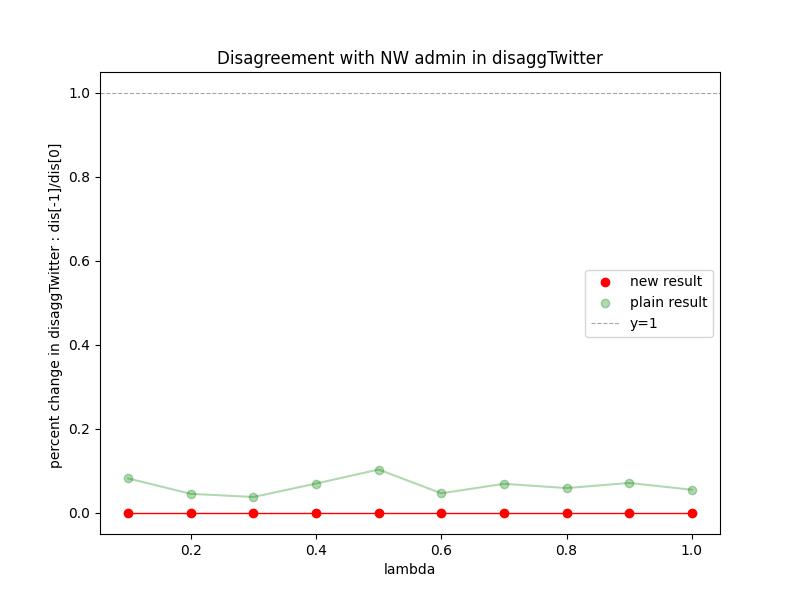 Disagreement with NW admin in disaggTwitter
percent change in disaggTwitter : dis[-1]/dis[0]
1.0
0.8
0.6
0.4
0.2
0.0
new result
plain result
y=1
0.2 0.4 0.6 0.8 1.0
lambda